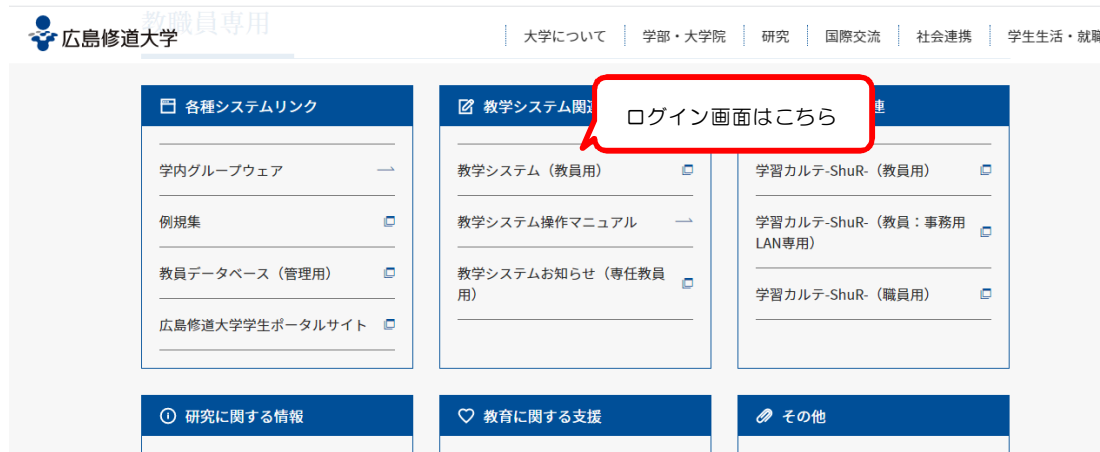 教職員専用
広島修道大学
大学について
学部・大学院
研究
国際交流
社会連携
学生生活・就職
各種システムリンク
学内グループウェア
例規集
教員データベース（管理用）
広島修道大学学生ポータルサイト
教学システム関連
ログイン画面はこちら
教学システム（教員用）
教学システム操作マニュアル
教学システムお知らせ（専任教員
用）
連
学習カルテ-ShuR-（教員用）
学習カルテ-ShuR-（教員：事務用
LAN専用）
学習カルテ-ShuR-（職員用）
研究に関する情報
教育に関する支援
その他